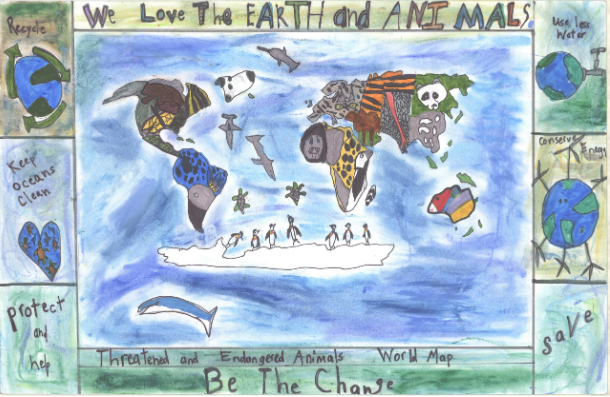 We Love The EARTH and ANIMALS
Recycle
Use less
Water
Keep
Oceans
Clean
Conserve
Energy
protect
and
help
save
Threatened and Endangered Animals World Map
Be The Change